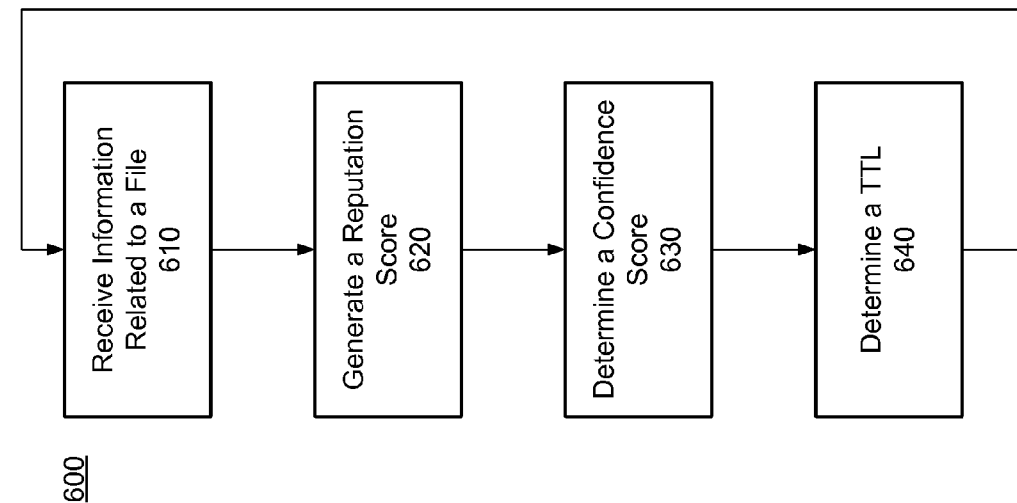 600
Receive Information
Related to a File
610
Generate a Reputation
Score
620
Determine a Confidence
Score
630
Determine a TTL
640